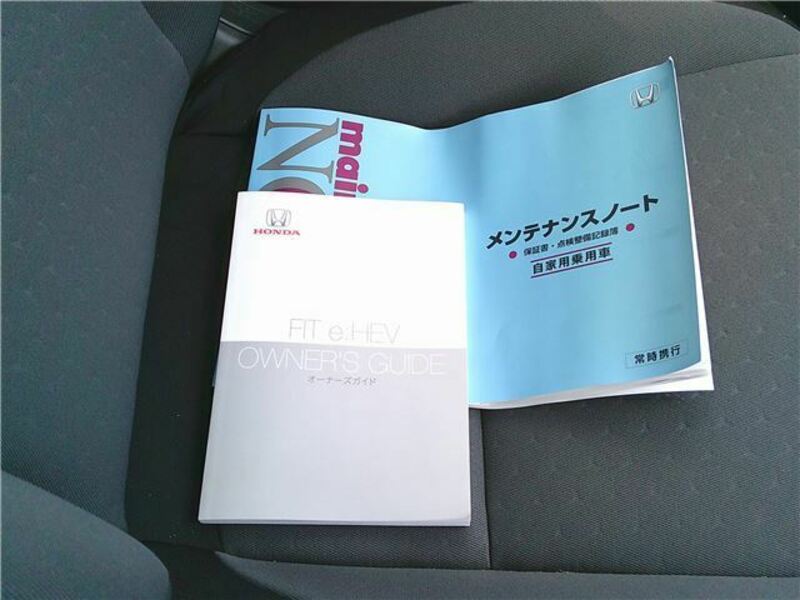 HONDA
FIT e:HEV
OWNER'S GUIDE
オーナーズガイド
メンテナンスノート
保証書・点検整備記録簿
自家用乗用車
常時携行